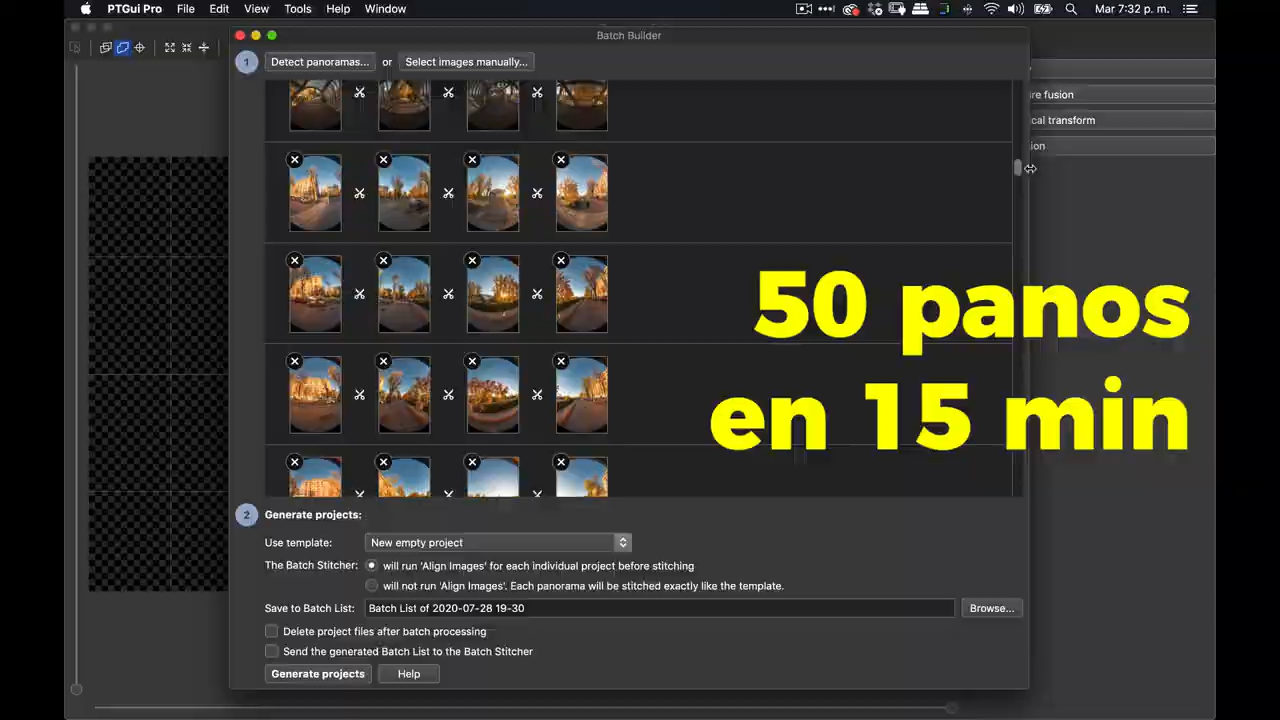 PTGui Pro File Edit View Tools Help Window Mar 7:32 p. m.
Batch Builder
1 Detect panoramas... or Select images manually...
re fusion
cal transform
ion
50 panos
en 15 min
2 Generate projects:
Use template: New empty project
The Batch Stitcher: will run 'Align Images' for each individual project before stitching
will not run 'Align Images'. Each panorama will be stitched exactly like the template.
Save to Batch List: Batch List of 2020-07-28 19-30 Browse...
Delete project files after batch processing
Send the generated Batch List to the Batch Stitcher
Generate projects Help